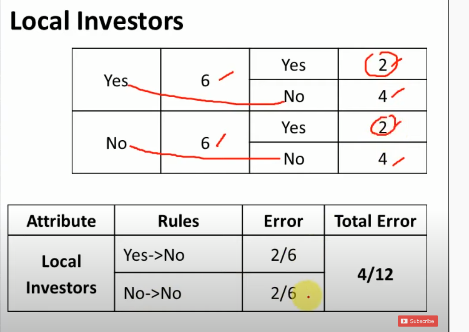 Local Investors
Yes 6 Yes 2
No 4
No 6 Yes 2
No 4
Attribute Rules Error Total Error
Local Investors Yes->No 2/6 4/12
No->No 2/6
Subscribe